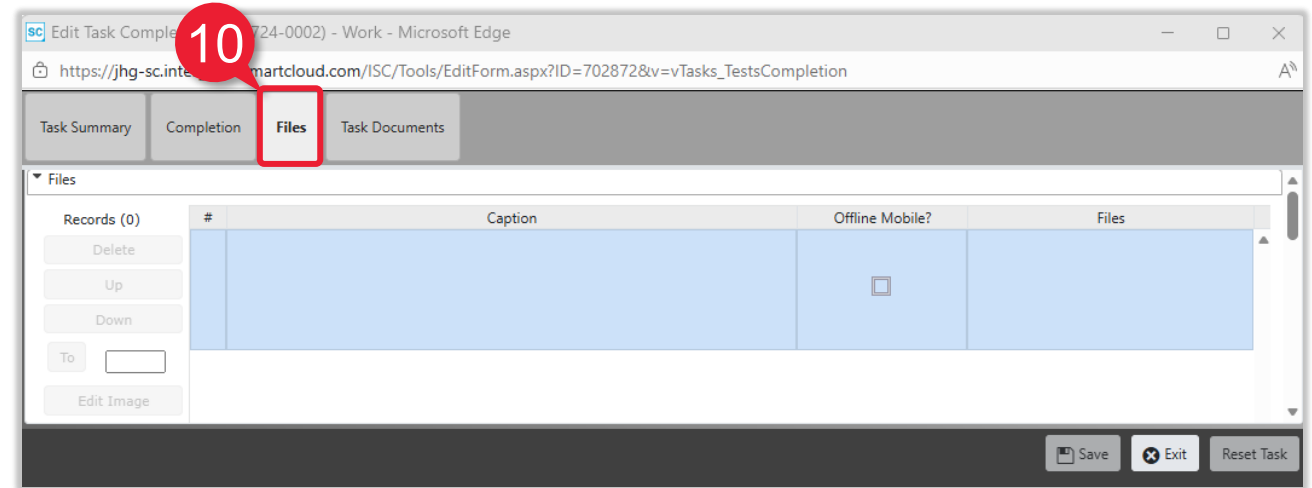 SC Edit Task Comple 724-0002) - Work - Microsoft Edge
10
https://jhg-sc.inte martcloud.com/ISC/Tools/EditForm.aspx?ID=702872&v=vTasks_TestsCompletion
Task Summary Completion Files Task Documents
Files
Records (0) # Caption Offline Mobile? Files
Delete
Up
Down
To
Edit Image
Save Exit Reset Task